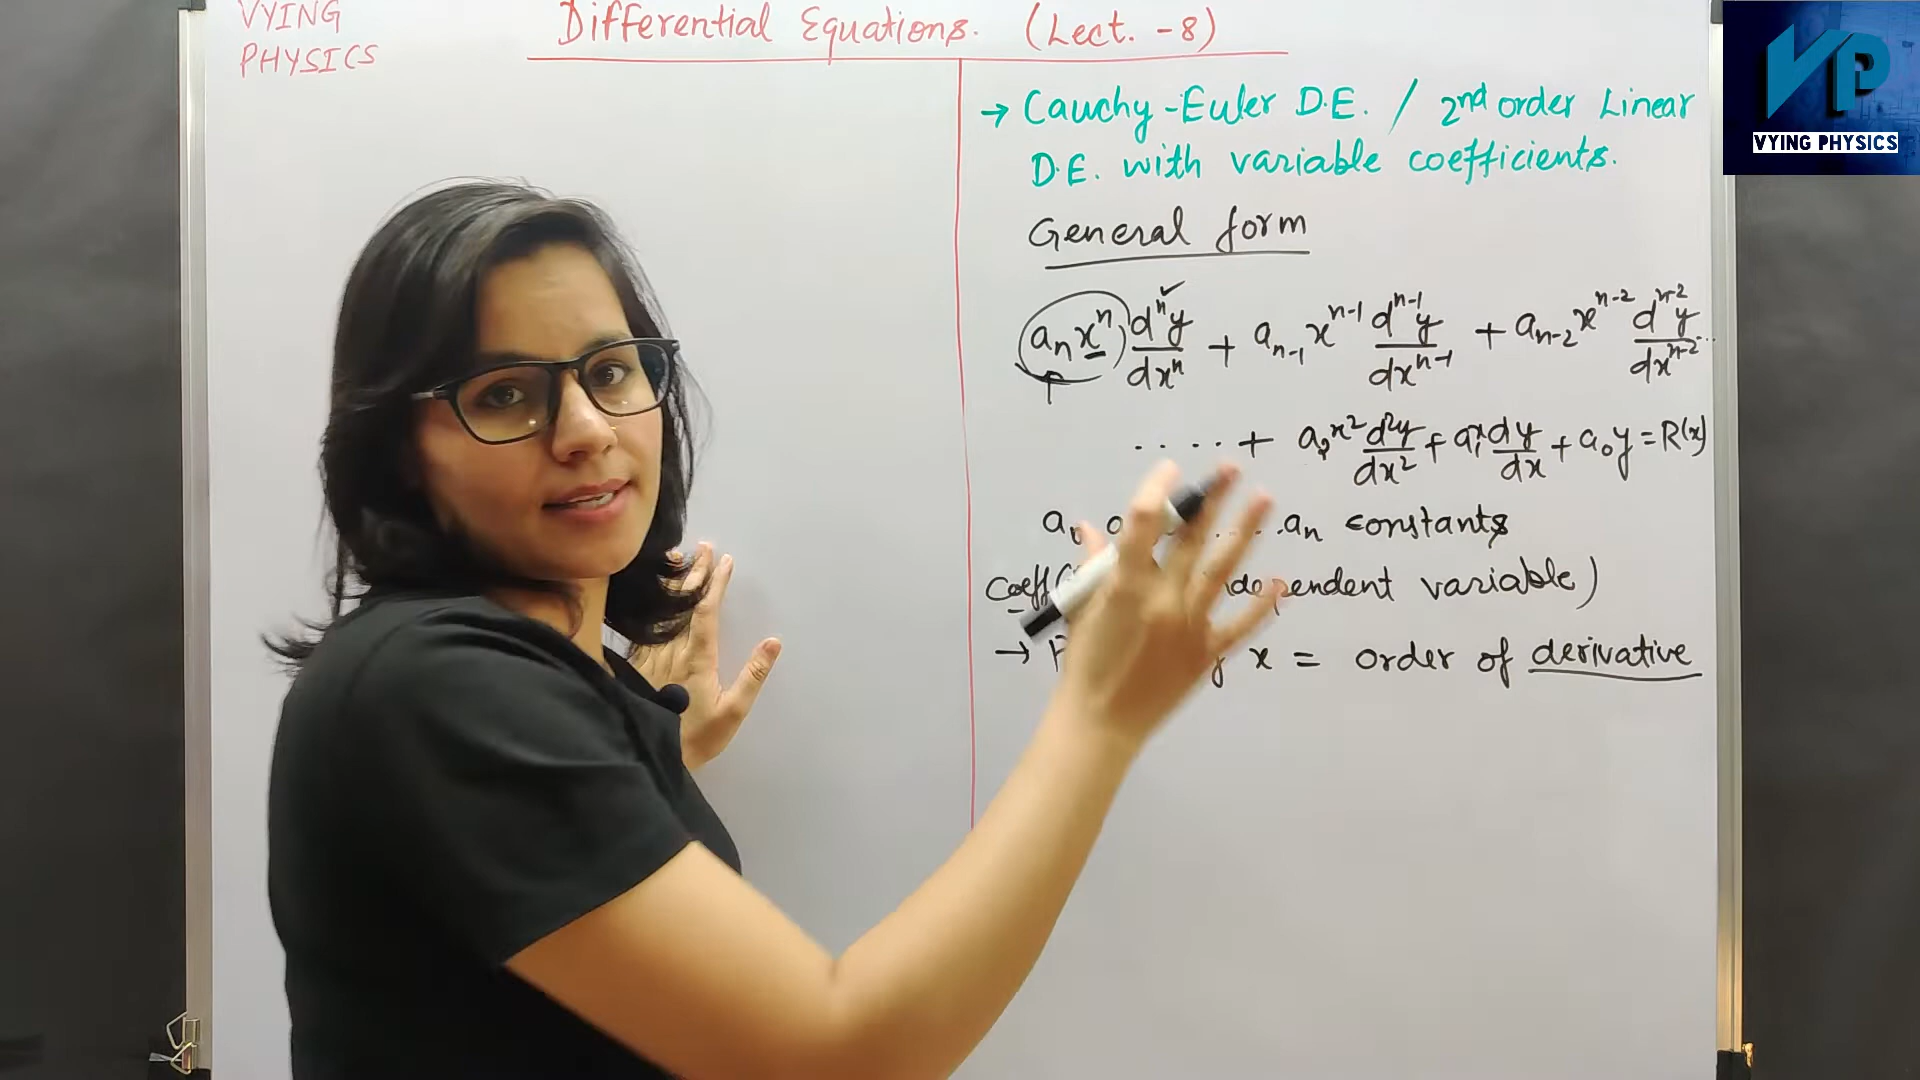 VYING
PHYSICS
Differential Equations. (Lect. -8)
→ Cauchy-Euler D.E. / 2nd order Linear
D.E. with variable coefficients.
General form
aₙxⁿ dⁿy/dxⁿ + aₙ₋₁xⁿ⁻¹ dⁿ⁻¹y/dxⁿ⁻¹ + aₙ₋₂xⁿ⁻² dⁿ⁻²y/dxⁿ⁻² ...
.....+ a₂x² d²y/dx² + a₁x dy/dx + a₀y = R(x)
aₙ constants
variable)
→ x = order of derivative
VP
VYING PHYSICS